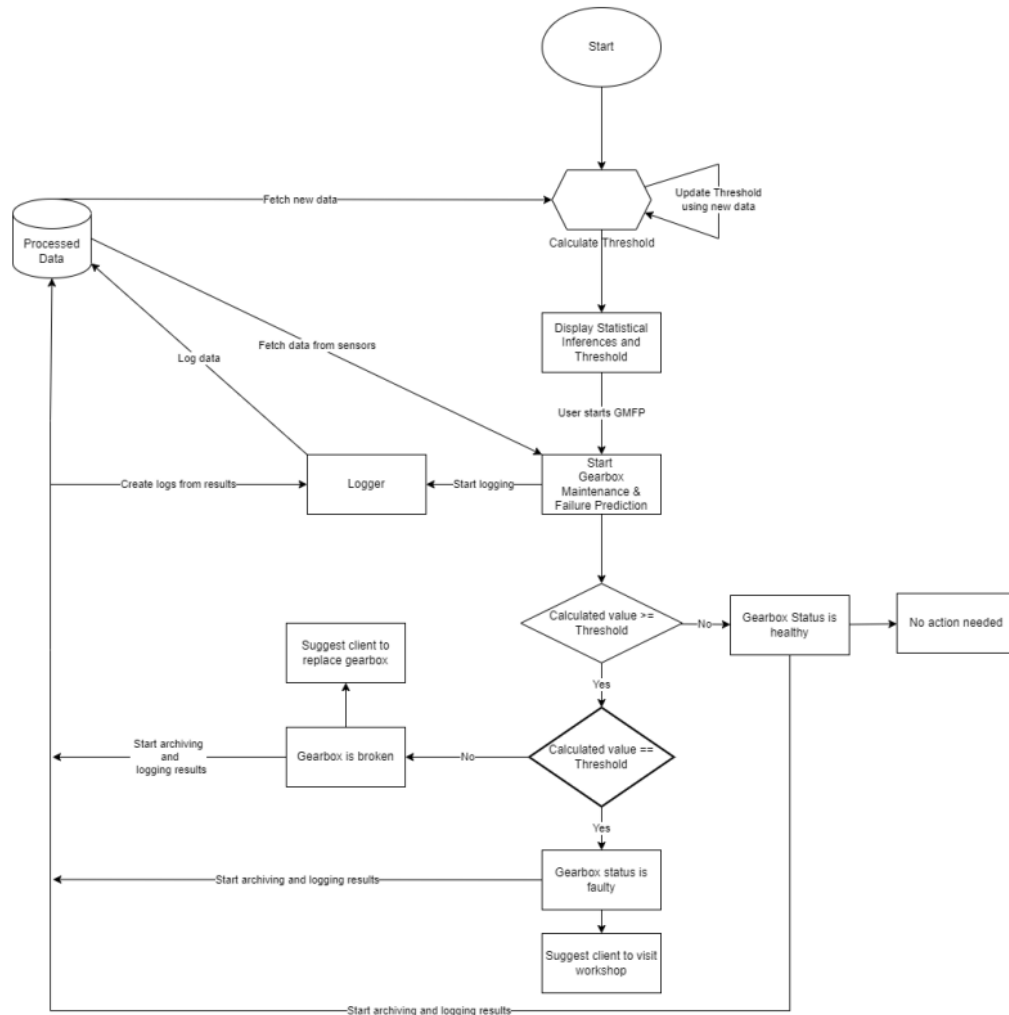 Start
Fetch new data
Update Threshold
using new data
Calculate Threshold
Processed
Data
Display Statistical
Inferences and
Threshold
Fetch data from sensors
Log data
User starts GMFP
Start
Gearbox
Maintenance &
Failure Prediction
Create logs from results
Logger
Start logging
Calculated value >=
Threshold
No
Gearbox Status is
healthy
No action needed
Suggest client to
replace gearbox
Yes
Start archiving
and
logging results
Gearbox is broken
No
Calculated value ==
Threshold
Yes
Start archiving and logging results
Gearbox status is
faulty
Suggest client to visit
workshop
Start archiving and logging results